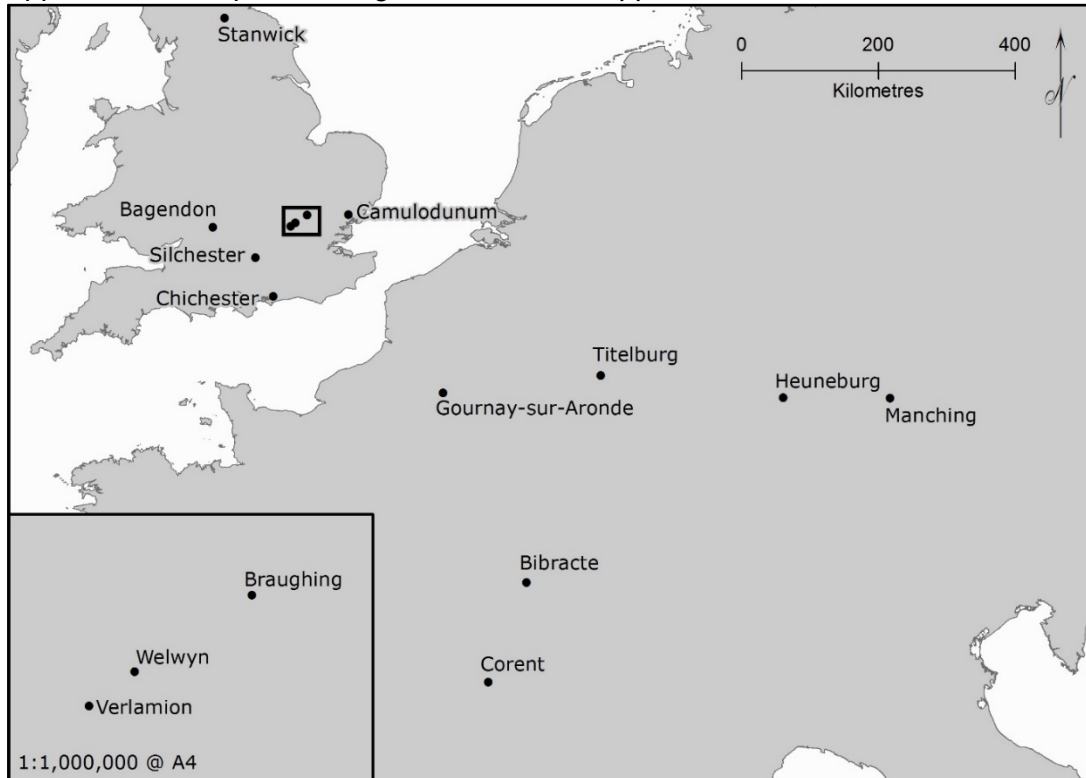 Stanwick
0 200 400
Kilometres
N
Bagendon
Camulodunum
Silchester
Chichester
Titelburg
Gournay-sur-Aronde
Heuneburg
Manching
Bibracte
Braughing
Welwyn
Corent
Verlamion
1:1,000,000 @ A4